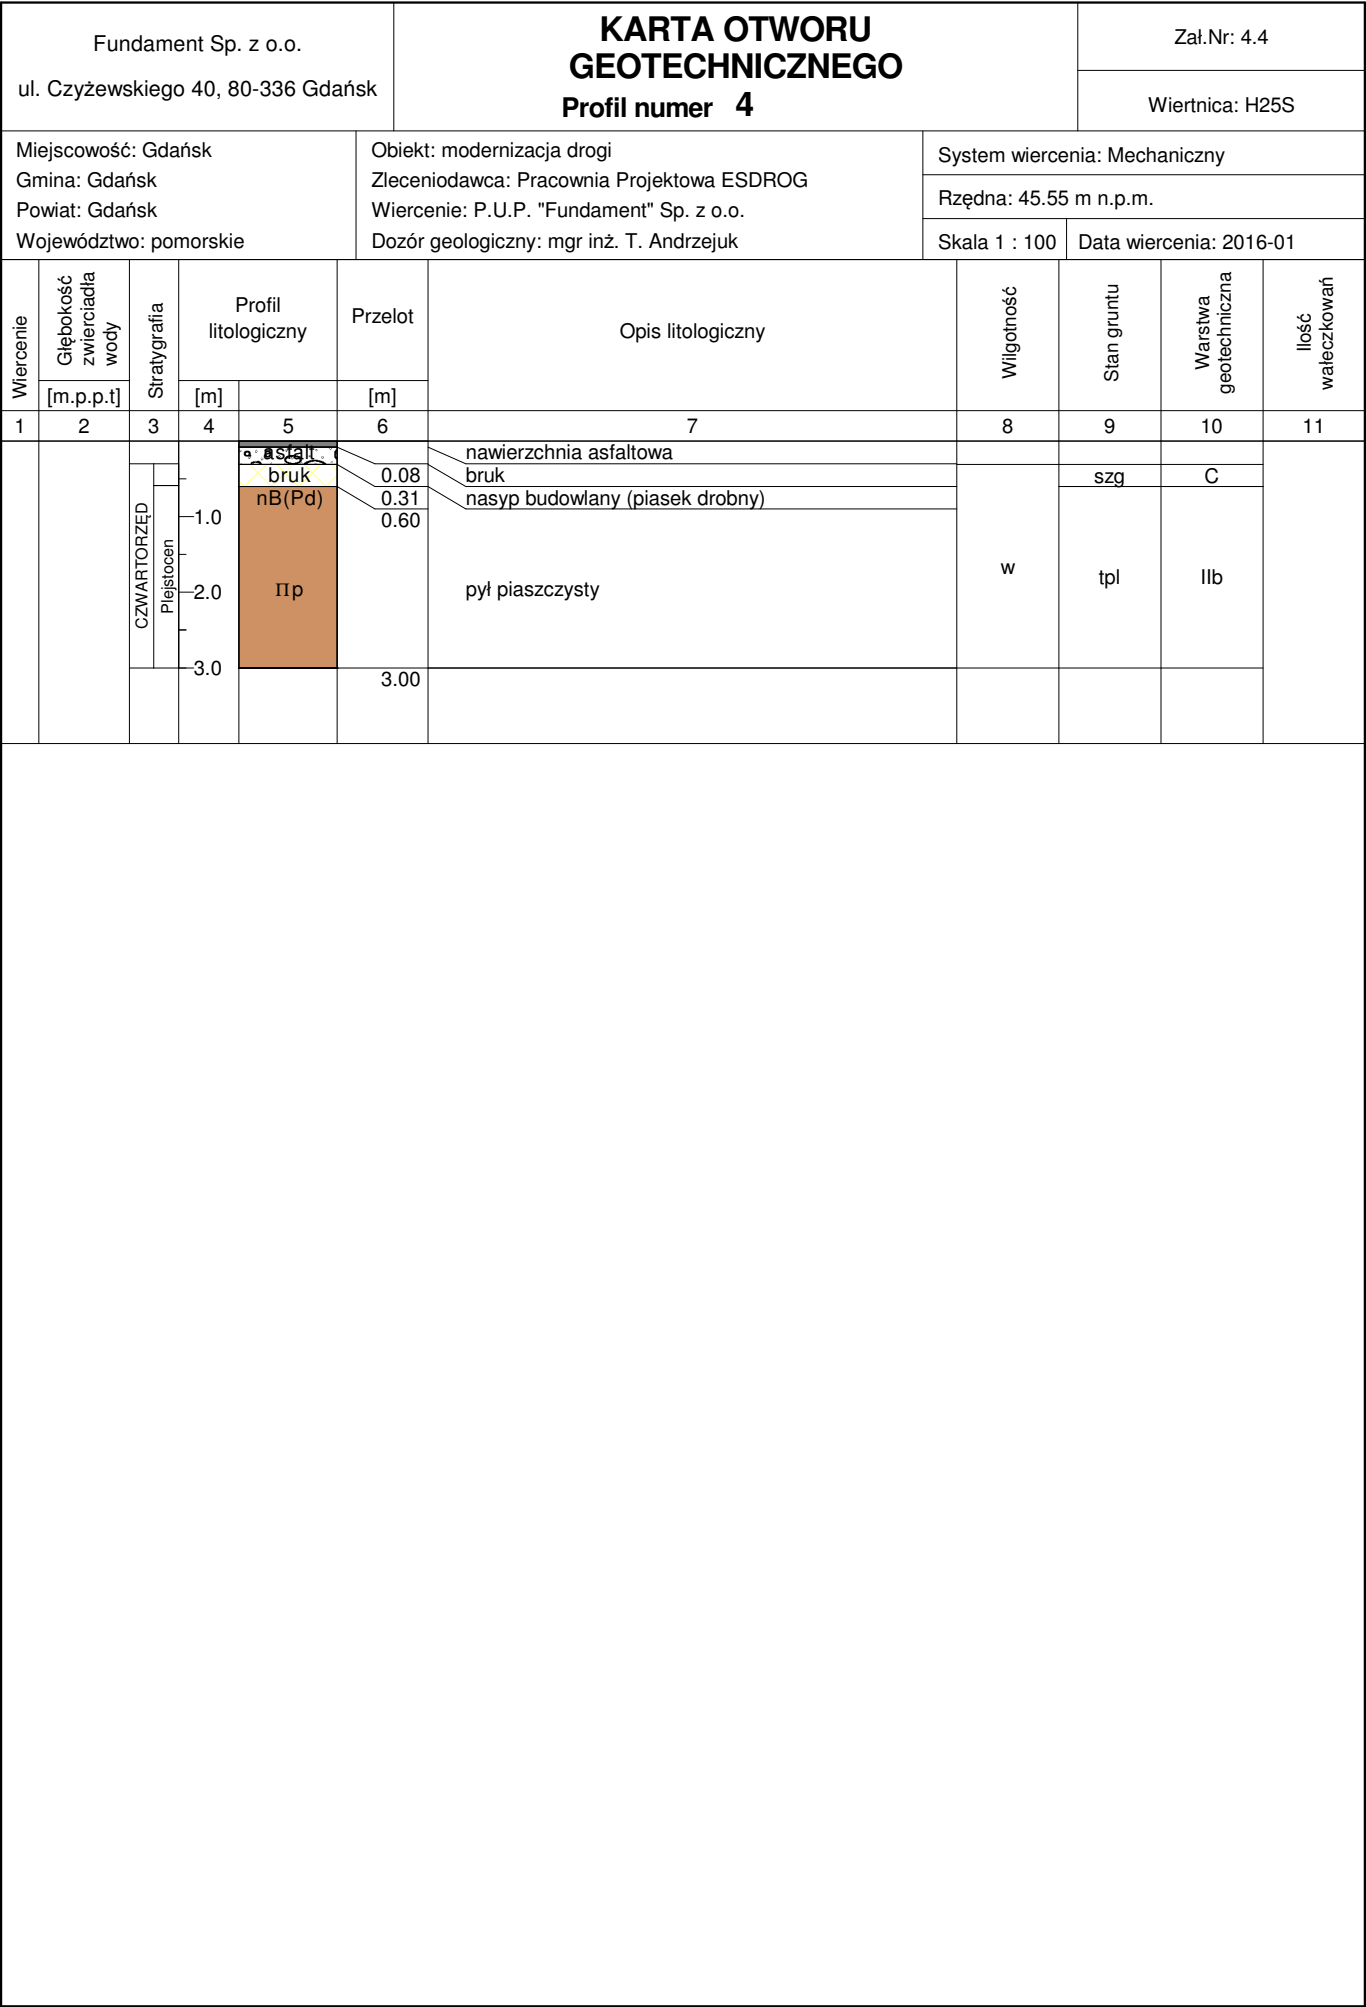 Fundament Sp. z o.o.
ul. Czyżewskiego 40, 80-336 Gdańsk
KARTA OTWORU
GEOTECHNICZNEGO
Profil numer 4
Zał.Nr: 4.4
Wiertnica: H25S
Miejscowość: Gdańsk
Gmina: Gdańsk
Powiat: Gdańsk
Województwo: pomorskie
Obiekt: modernizacja drogi
Zleceniodawca: Pracownia Projektowa ESDROG
Wiercenie: P.U.P. "Fundament" Sp. z o.o.
Dozór geologiczny: mgr inż. T. Andrzejuk
System wiercenia: Mechaniczny
Rzędna: 45.55 m n.p.m.
Skala 1 : 100
Data wiercenia: 2016-01
Wiercenie
Głębokość
zwierciadła
wody
[m.p.p.t]
Stratygrafia
Profil
litologiczny
[m]
Przelot
[m]
Opis litologiczny
Wilgotność
Stan gruntu
Warstwa
geotechniczna
Ilość
wałeczkowań
1 2 3 4 5 6 7 8 9 10 11
asfalt nawierzchnia asfaltowa
bruk 0.08 bruk szg C
nB(Pd) 0.31 nasyp budowlany (piasek drobny)
1.0 0.60
CZWARTORZĘD
Plejstocen
w
2.0 Πp pył piaszczysty tpl IIb
3.0
3.00